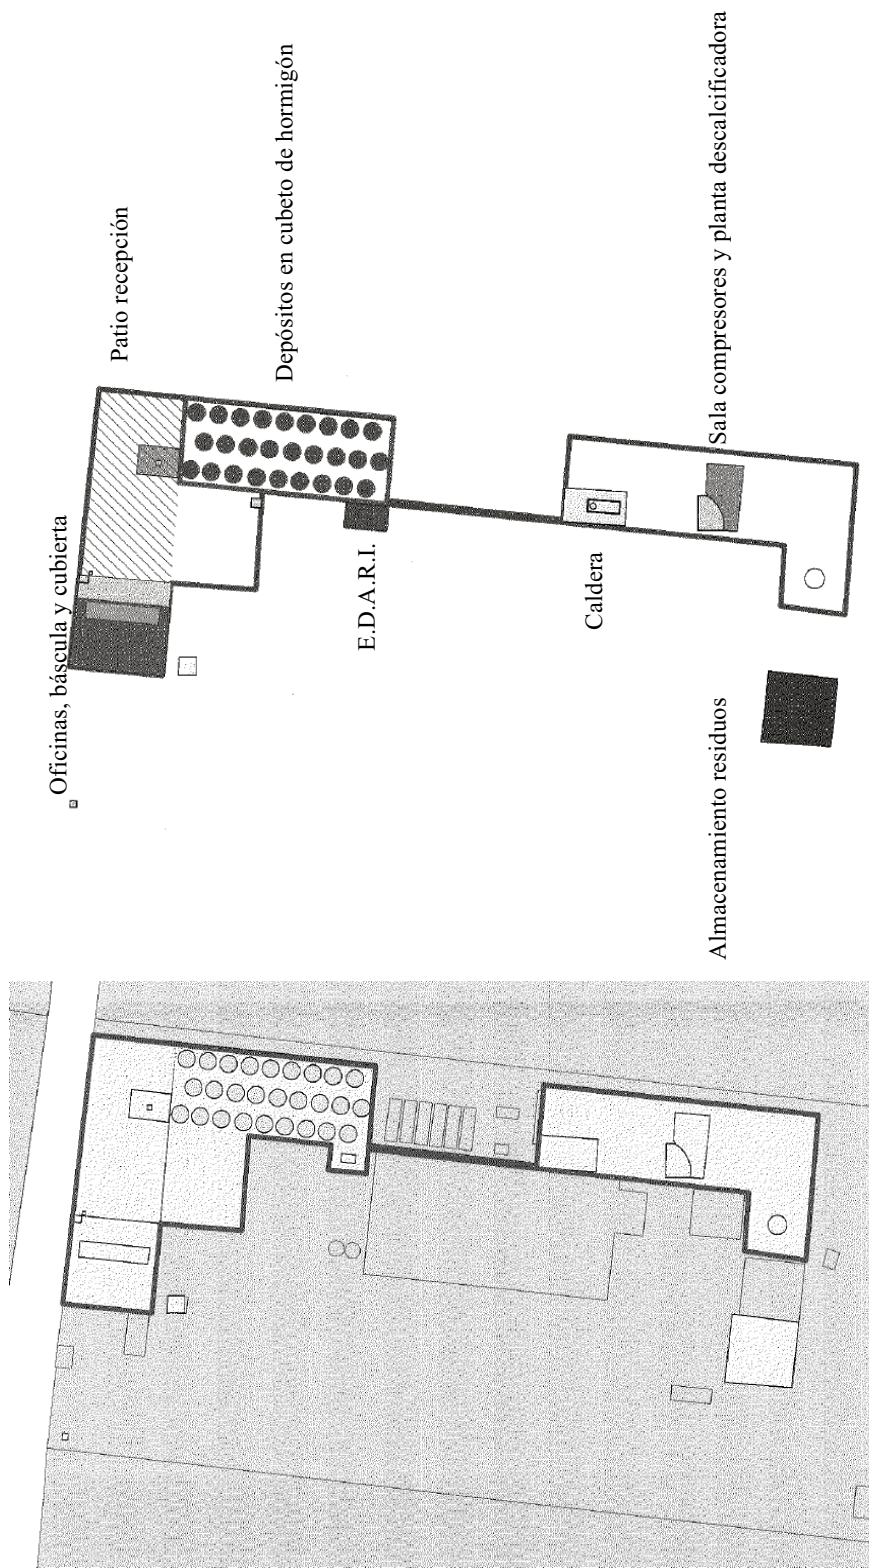 Oficinas, báscula y cubierta
Patio recepción
Depósitos en cubeto de hormigón
E.D.A.R.I.
Caldera
Sala compresores y planta descalcificadora
Almacenamiento residuos